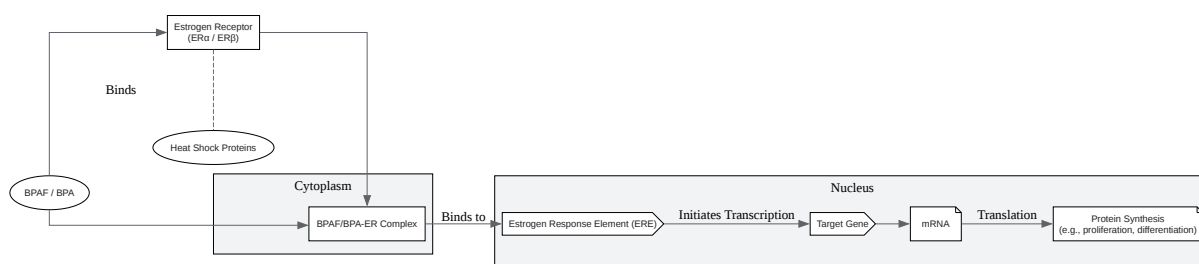 Estrogen Receptor
(ERα / ERβ)
Binds
Heat Shock Proteins
BPAF / BPA
Cytoplasm
BPAF/BPA-ER Complex
Binds to
Nucleus
Estrogen Response Element (ERE)
Initiates Transcription
Target Gene
mRNA
Translation
Protein Synthesis
(e.g., proliferation, differentiation)